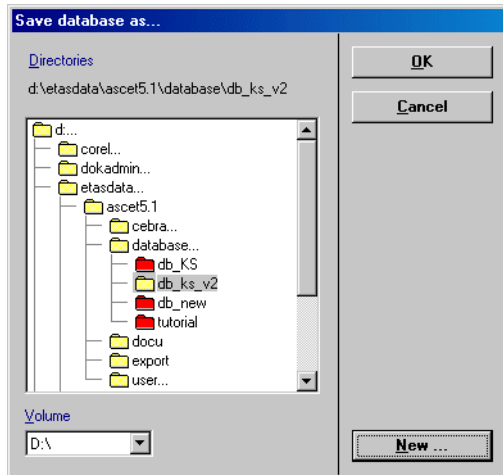 Save database as...
Directories
d:\etasdata\ascet5.1\database\db_ks_v2
d:...
corel...
dokadmin...
etasdata...
ascet5.1
cebra...
database...
db_KS
db_ks_v2
db_new
tutorial
docu
export
user...
Volume
D:\
OK
Cancel
New ...